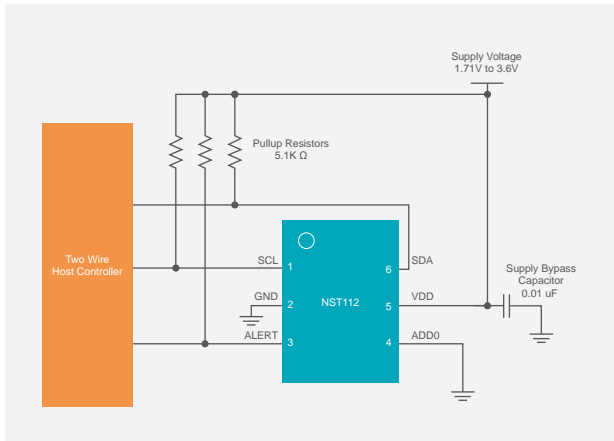 Supply Voltage
1.71V to 3.6V
Pullup Resistors
5.1K Ω
Two Wire
Host Controller
SCL
1
GND
2
ALERT
3
NST112
SDA
6
VDD
5
ADD0
4
Supply Bypass
Capacitor
0.01 uF